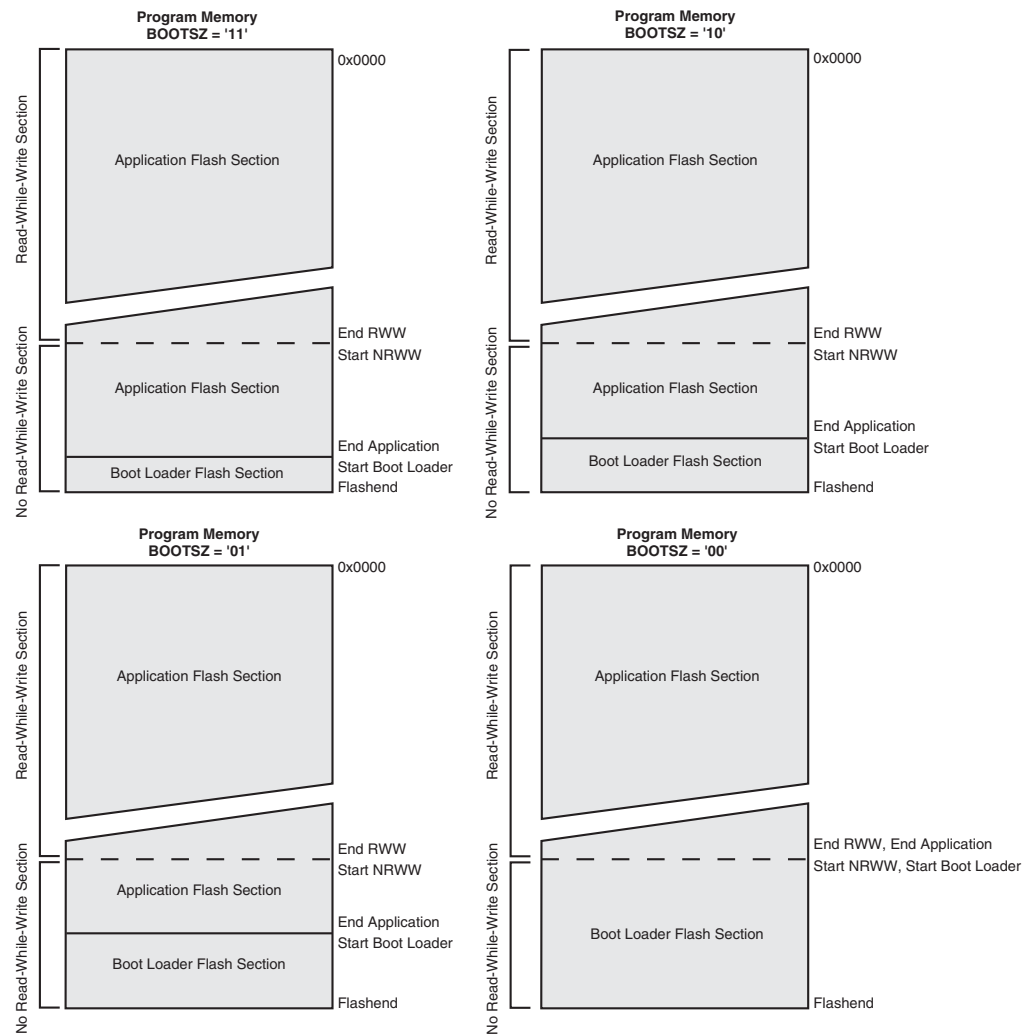 Program Memory
BOOTSZ = '11'
0x0000
Read-While-Write Section
Application Flash Section
End RWW
Start NRWW
No Read-While-Write Section
Application Flash Section
End Application
Start Boot Loader
Boot Loader Flash Section
Flashend
Program Memory
BOOTSZ = '10'
0x0000
Read-While-Write Section
Application Flash Section
End RWW
Start NRWW
No Read-While-Write Section
Application Flash Section
End Application
Start Boot Loader
Boot Loader Flash Section
Flashend
Program Memory
BOOTSZ = '01'
0x0000
Read-While-Write Section
Application Flash Section
End RWW
Start NRWW
No Read-While-Write Section
Application Flash Section
End Application
Start Boot Loader
Boot Loader Flash Section
Flashend
Program Memory
BOOTSZ = '00'
0x0000
Read-While-Write Section
Application Flash Section
End RWW, End Application
Start NRWW, Start Boot Loader
No Read-While-Write Section
Boot Loader Flash Section
Flashend